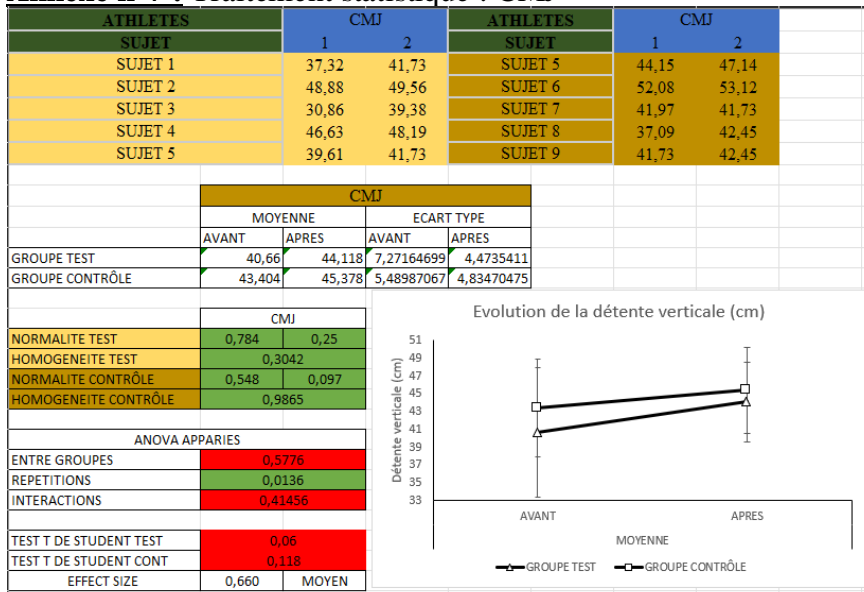 ATHLETES CMJ ATHLETES CMJ
SUJET 1 2 SUJET 1 2
SUJET 1 37,32 41,73 SUJET 5 44,15 47,14
SUJET 2 48,88 49,56 SUJET 6 52,08 53,12
SUJET 3 30,86 39,38 SUJET 7 41,97 41,73
SUJET 4 46,63 48,19 SUJET 8 37,09 42,45
SUJET 5 39,61 41,73 SUJET 9 41,73 42,45
CMJ
MOYENNE ECART TYPE
AVANT APRES AVANT APRES
GROUPE TEST 40,66 44,118 7,27164699 4,4735411
GROUPE CONTRÔLE 43,404 45,378 5,48987067 4,83470475
CMJ
NORMALITE TEST 0,784 0,25
HOMOGENEITE TEST 0,3042
NORMALITE CONTRÔLE 0,548 0,097
HOMOGENEITE CONTRÔLE 0,9865
ANOVA APPARIES
ENTRE GROUPES 0,5776
REPETITIONS 0,0136
INTERACTIONS 0,41456
TEST T DE STUDENT TEST 0,06
TEST T DE STUDENT CONT 0,118
EFFECT SIZE 0,660 MOYEN
Evolution de la détente verticale (cm)
Détente verticale (cm)
51
49
47
45
43
41
39
37
35
33
AVANT APRES
MOYENNE
GROUPE TEST GROUPE CONTRÔLE